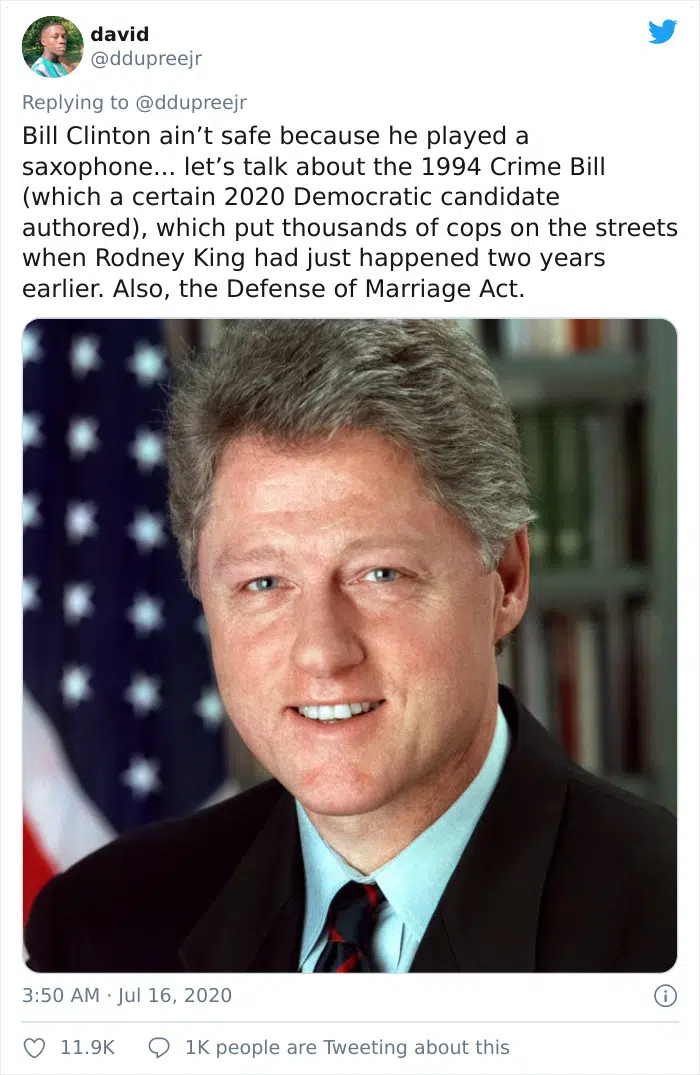 david
@ddupreejr
Replying to @ddupreejr
Bill Clinton ain’t safe because he played a
saxophone... let’s talk about the 1994 Crime Bill
(which a certain 2020 Democratic candidate
authored), which put thousands of cops on the streets
when Rodney King had just happened two years
earlier. Also, the Defense of Marriage Act.
3:50 AM · Jul 16, 2020
11.9K
1K people are Tweeting about this